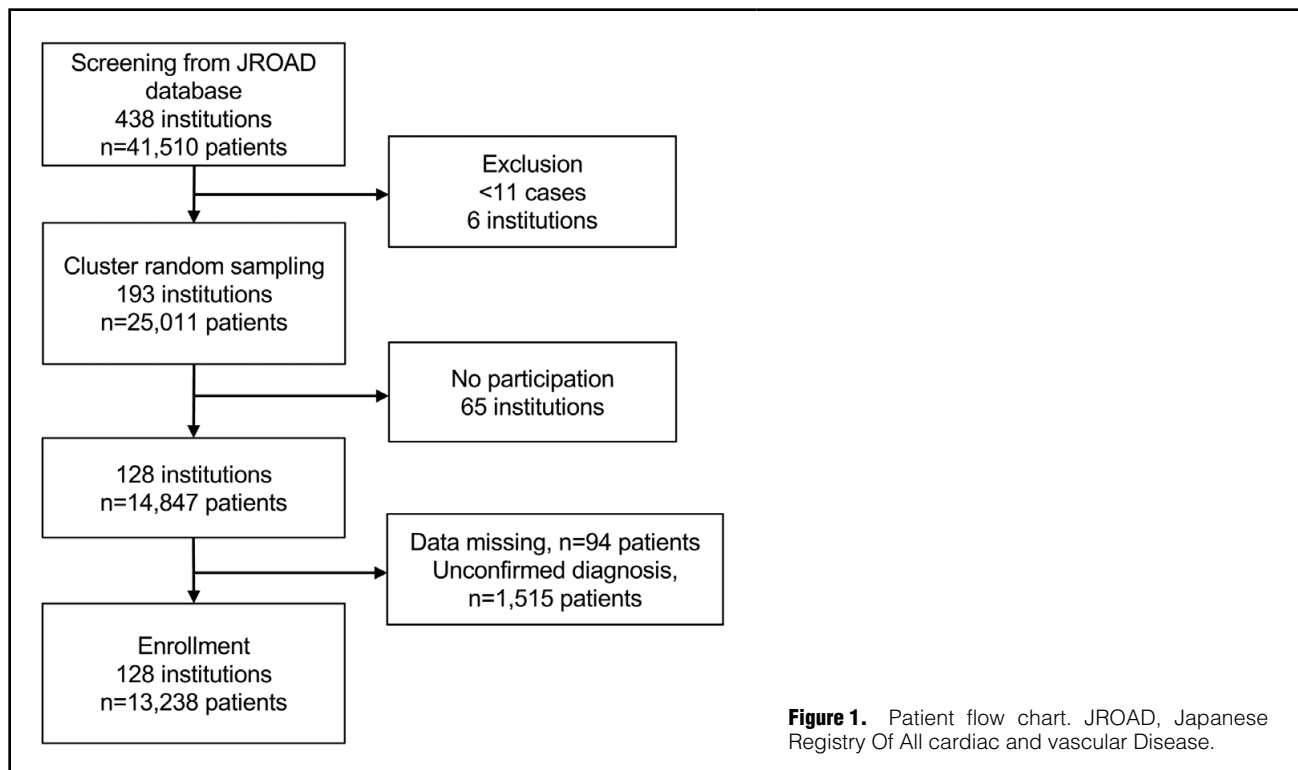 Screening from JROAD
database
438 institutions
n=41,510 patients
Exclusion
<11 cases
6 institutions
Cluster random sampling
193 institutions
n=25,011 patients
No participation
65 institutions
128 institutions
n=14,847 patients
Data missing, n=94 patients
Unconfirmed diagnosis,
n=1,515 patients
Enrollment
128 institutions
n=13,238 patients
Figure 1. Patient flow chart. JROAD, Japanese
Registry Of All cardiac and vascular Disease.